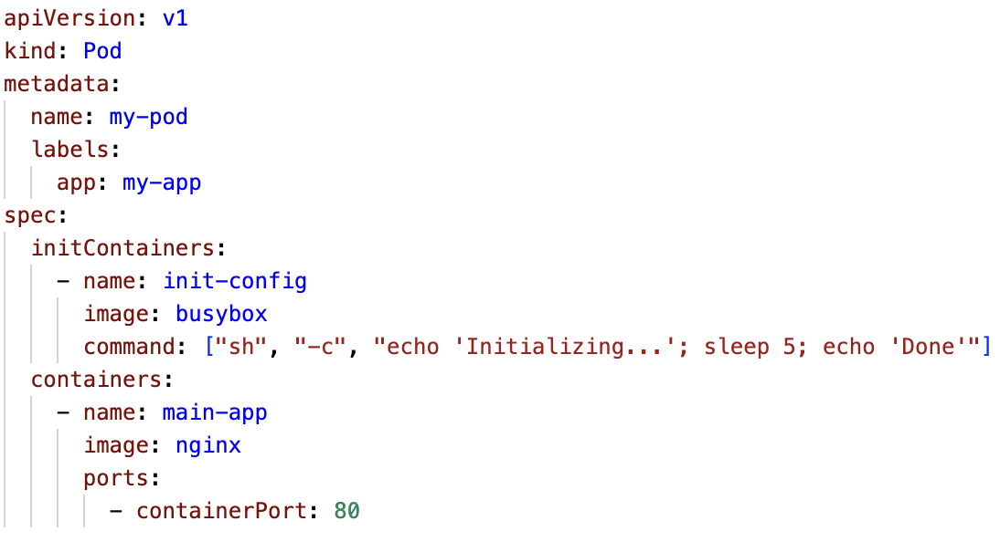 apiVersion: v1
kind: Pod
metadata:
  name: my-pod
  labels:
    app: my-app
spec:
  initContainers:
    - name: init-config
      image: busybox
      command: ["sh", "-c", "echo 'Initializing...'; sleep 5; echo 'Done'"]
  containers:
    - name: main-app
      image: nginx
      ports:
        - containerPort: 80